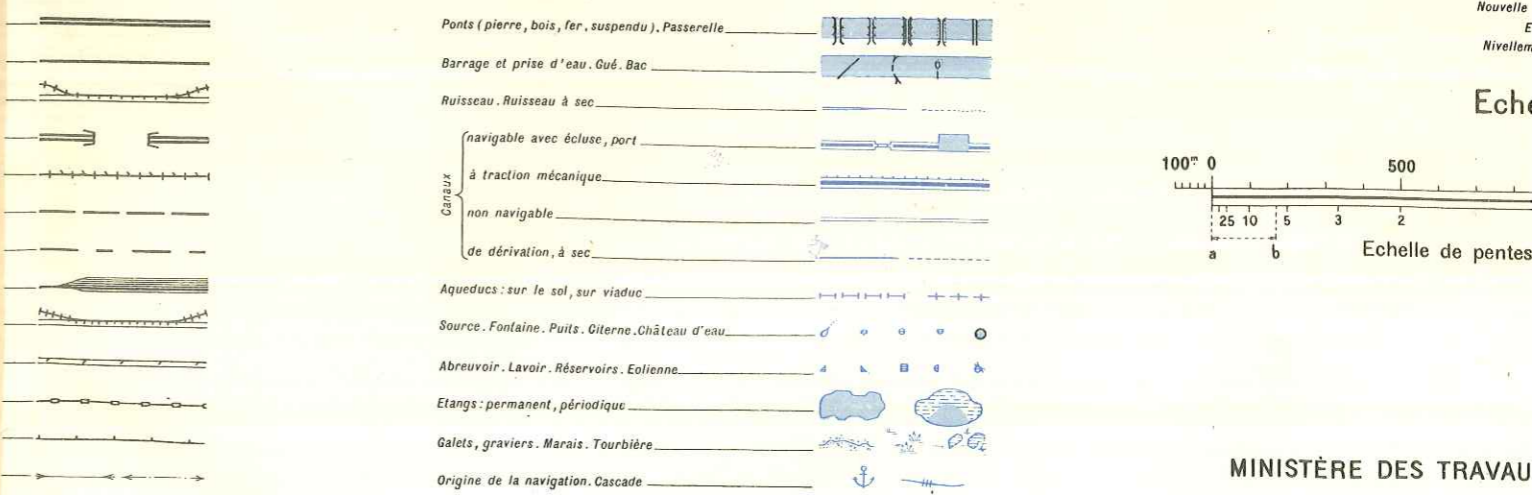 Ponts (pierre, bois, fer, suspendu). Passerelle
Barrage et prise d'eau. Gué. Bac
Ruisseau. Ruisseau à sec
Canaux
navigable avec écluse, port
à traction mécanique
non navigable
de dérivation, à sec
Aqueducs: sur le sol, sur viaduc
Source. Fontaine. Puits. Citerne. Château d'eau
Abreuvoir. Lavoir. Réservoirs. Eolienne
Etangs: permanent, périodique
Galets, graviers. Marais. Tourbière
Origine de la navigation. Cascade
Nouvelle
E
Nivellem
Eche
100m 0 500
25 10 5 3 2
a b Echelle de pentes
MINISTÈRE DES TRAVAU